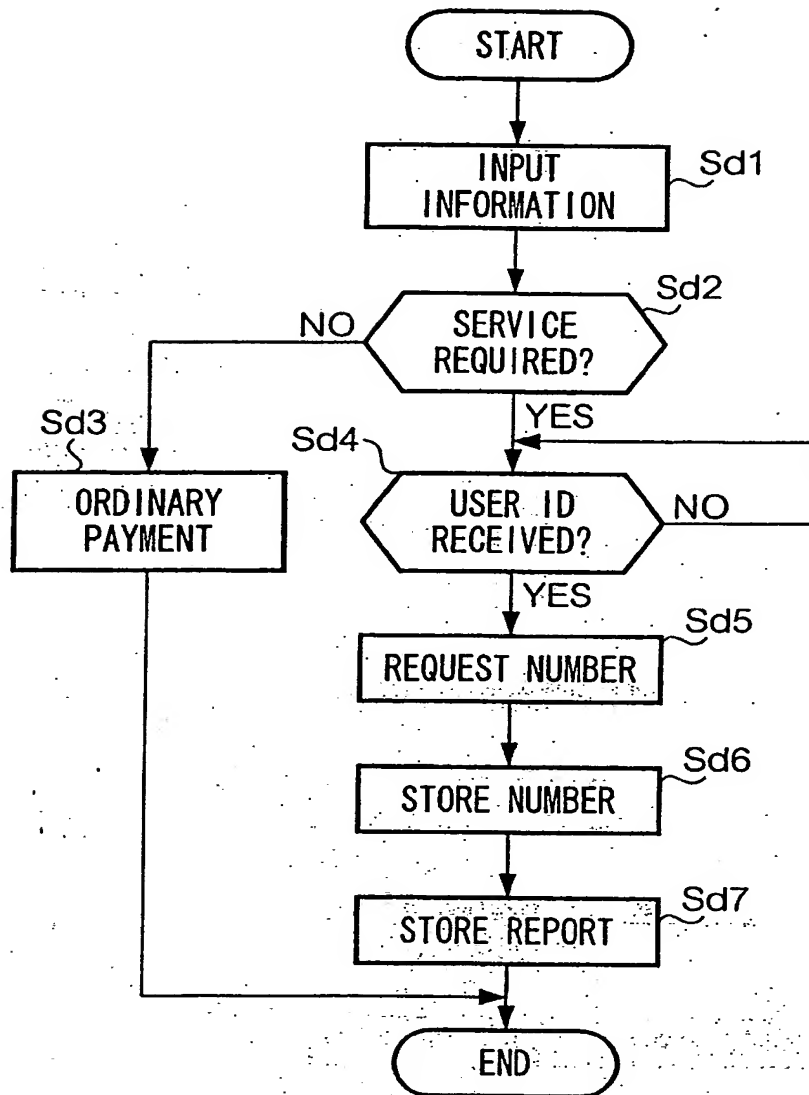 START
INPUT
INFORMATION
Sd1
Sd2
SERVICE
REQUIRED?
NO
YES
Sd3
ORDINARY
PAYMENT
Sd4
USER ID
RECEIVED?
NO
YES
Sd5
REQUEST NUMBER
Sd6
STORE NUMBER
Sd7
STORE REPORT
END